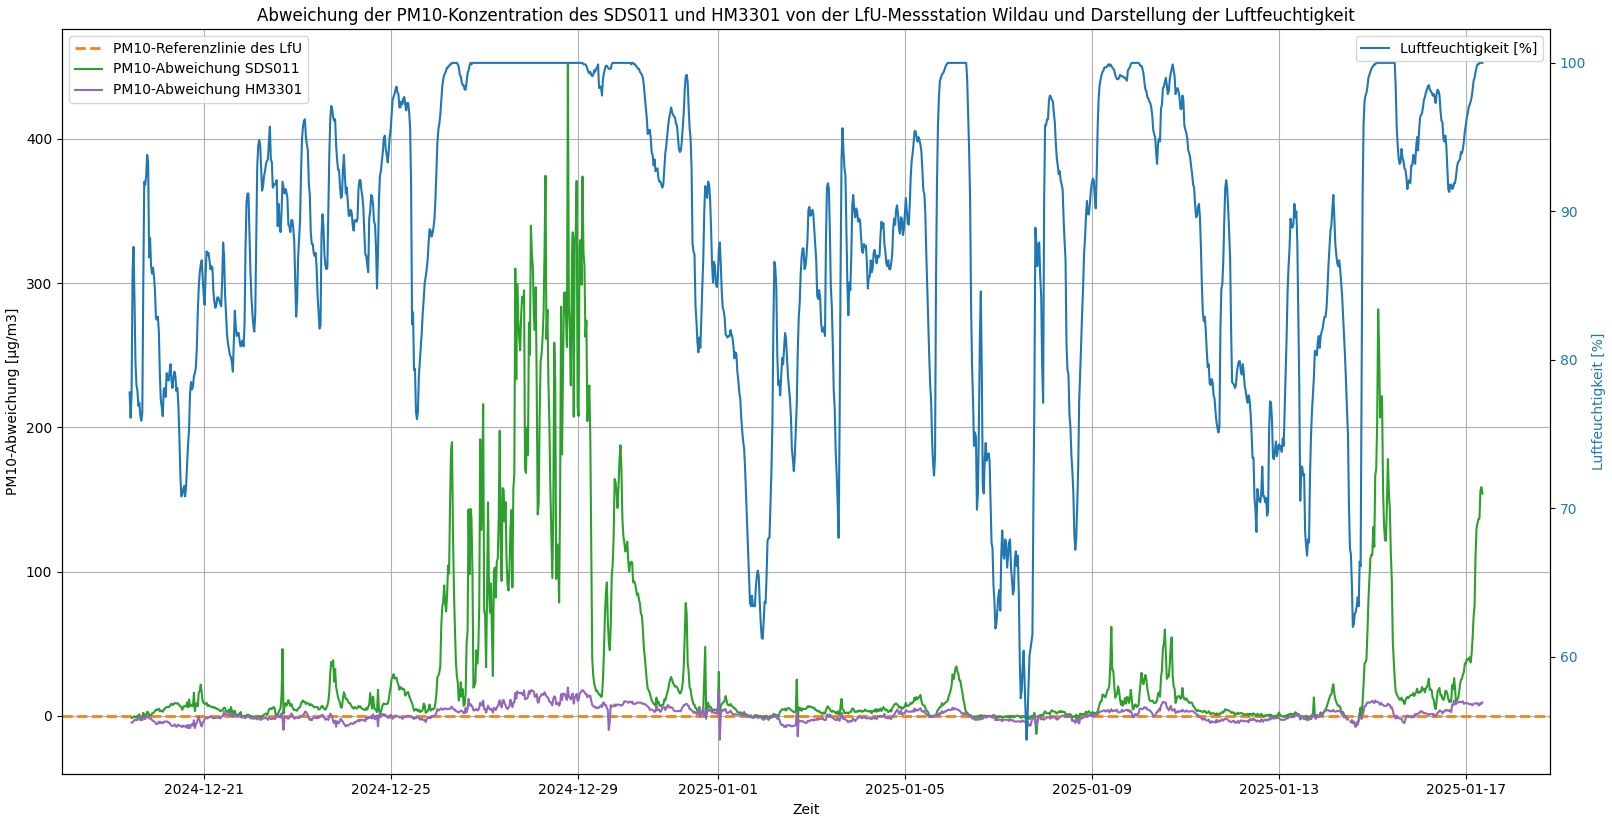 Abweichung der PM10-Konzentration des SDS011 und HM3301 von der LfU-Messstation Wildau und Darstellung der Luftfeuchtigkeit
PM10-Referenzlinie des LfU
PM10-Abweichung SDS011
PM10-Abweichung HM3301
Luftfeuchtigkeit [%]
400
300
200
100
0
PM10-Abweichung [µg/m3]
100
90
80
70
60
Luftfeuchtigkeit [%]
2024-12-21
2024-12-25
2024-12-29
2025-01-01
2025-01-05
2025-01-09
2025-01-13
2025-01-17
Zeit